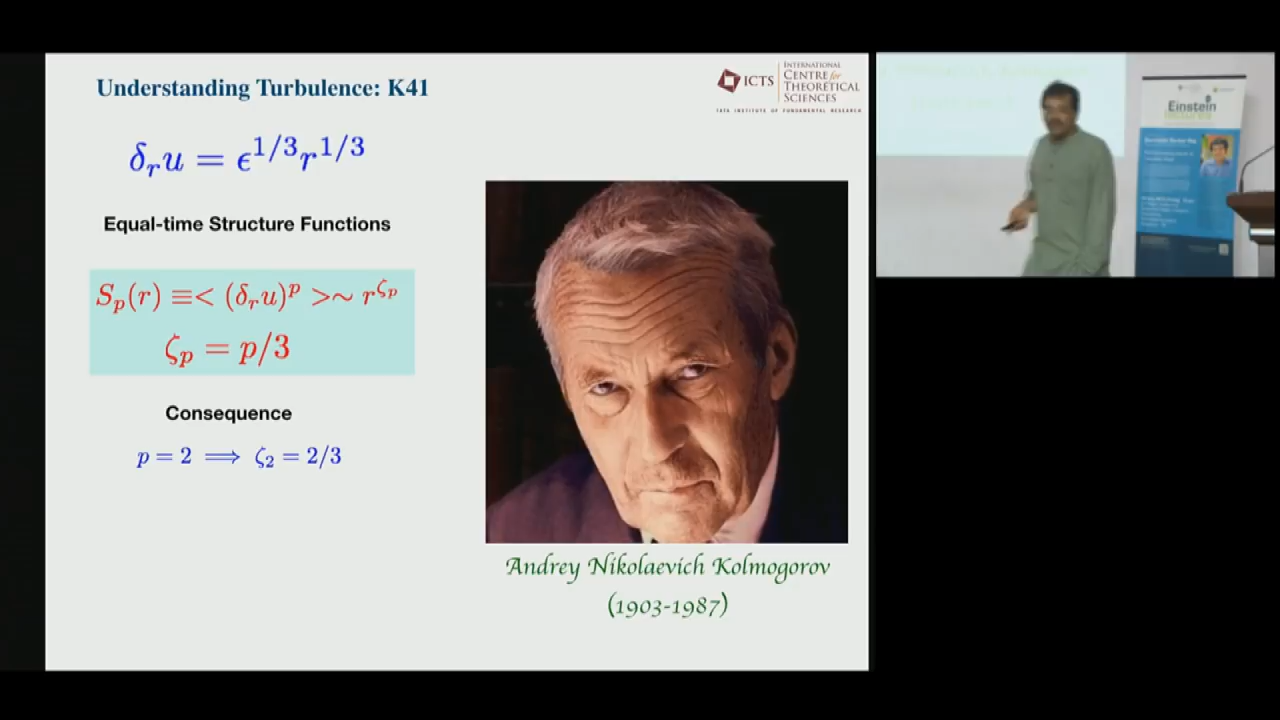 Understanding Turbulence: K41
ICTS
INTERNATIONAL
CENTRE for
THEORETICAL
SCIENCES
TATA INSTITUTE OF FUNDAMENTAL RESEARCH
δ_r u = ϵ^{1/3} r^{1/3}
Equal-time Structure Functions
S_p(r) ≡< (δ_r u)^p >∼ r^{ζ_p}
ζ_p = p/3
Consequence
p = 2 ⟹ ζ_2 = 2/3
Andrey Nikolaevich Kolmogorov
(1903-1987)
Einstein